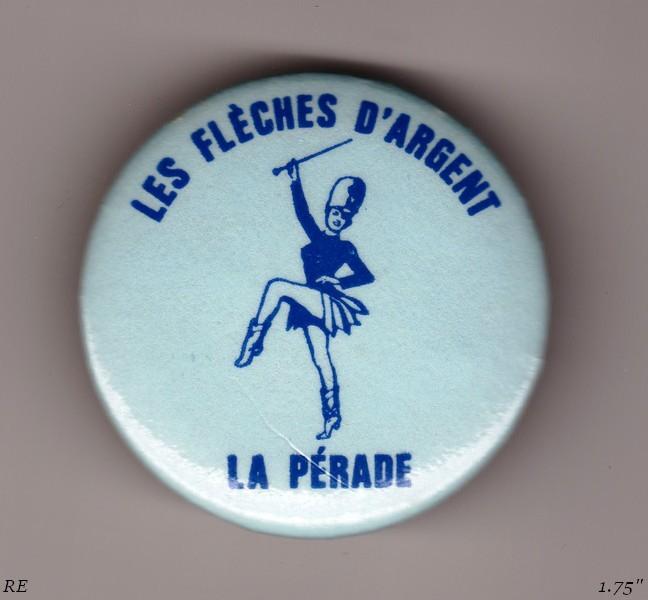 LES FLÈCHES D'ARGENT
LA PÉRADE
RE
1.75"